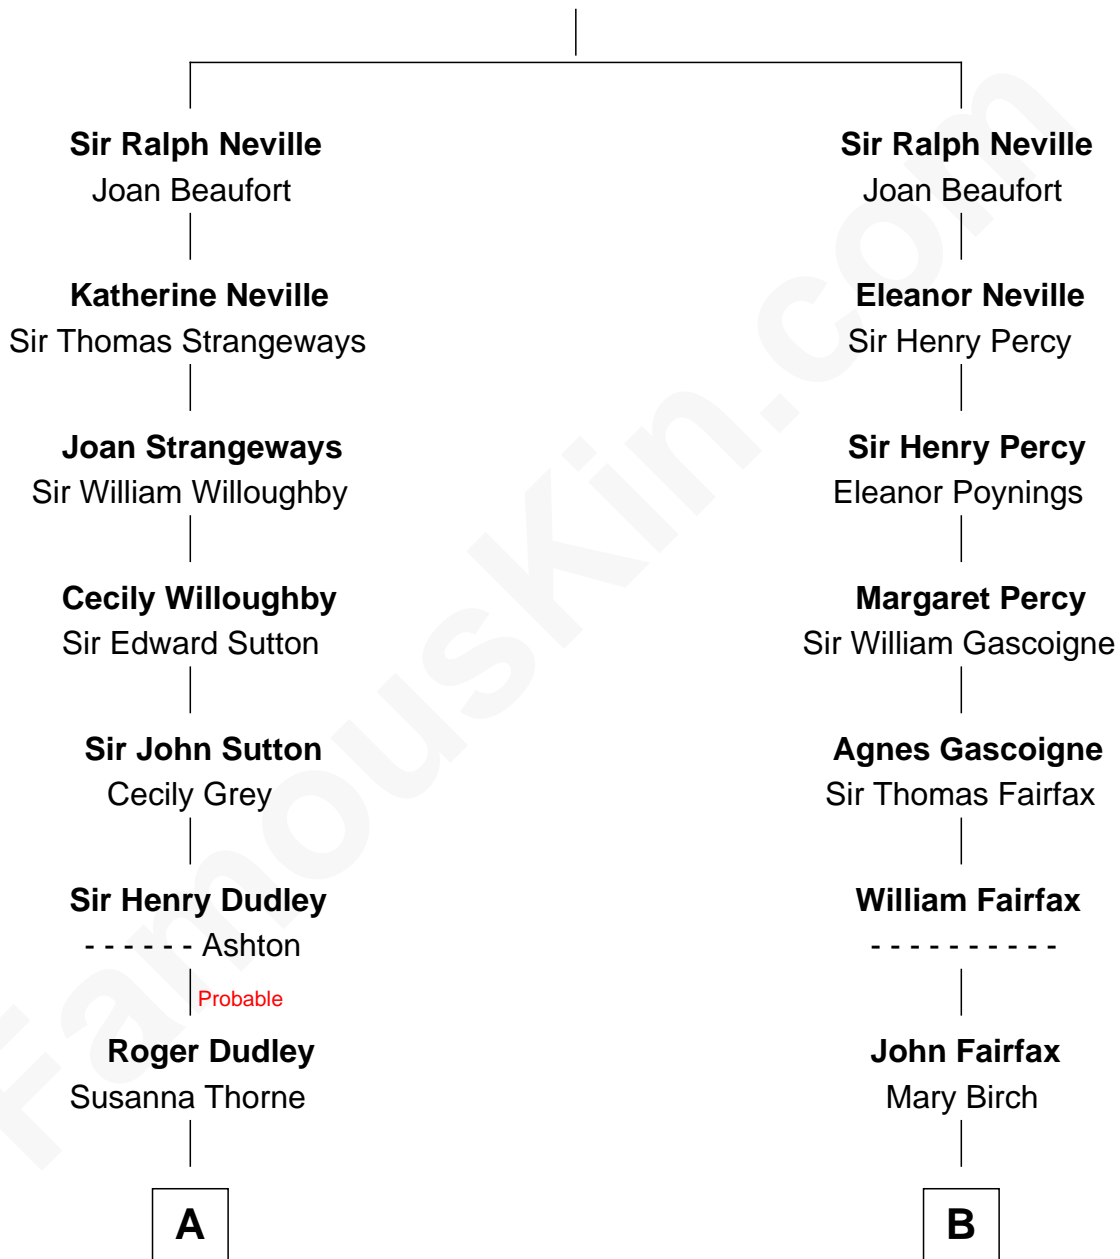 Sir Ralph Neville
Joan Beaufort
Katherine Neville
Sir Thomas Strangeways
Joan Strangeways
Sir William Willoughby
Cecily Willoughby
Sir Edward Sutton
Sir John Sutton
Cecily Grey
Sir Henry Dudley
- - - - - - Ashton
Probable
Roger Dudley
Susanna Thorne
A
Sir Ralph Neville
Joan Beaufort
Eleanor Neville
Sir Henry Percy
Sir Henry Percy
Eleanor Poynings
Margaret Percy
Sir William Gascoigne
Agnes Gascoigne
Sir Thomas Fairfax
William Fairfax
- - - - - - - - - -
John Fairfax
Mary Birch
B
FamousKin.com